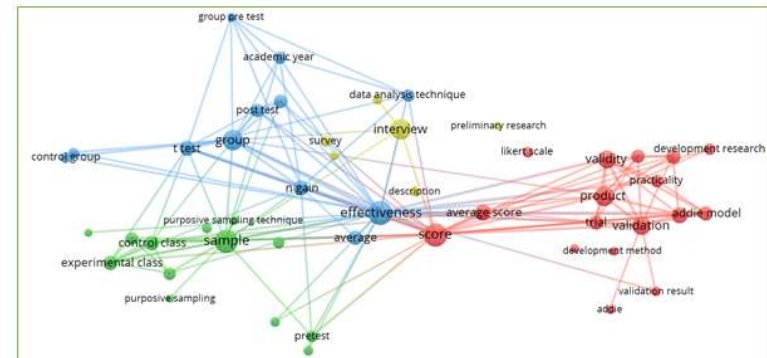 group pre test
academic year
data analysis technique
post test
interview
preliminary research
survey
group
t test
control group
likert scale
validity
development research
practicality
n gain
description
product
effectiveness
average score
addie model
purposive sampling technique
trial
validation
sample
average
score
control class
development method
experimental class
purposive sampling
validation result
addie
pretest